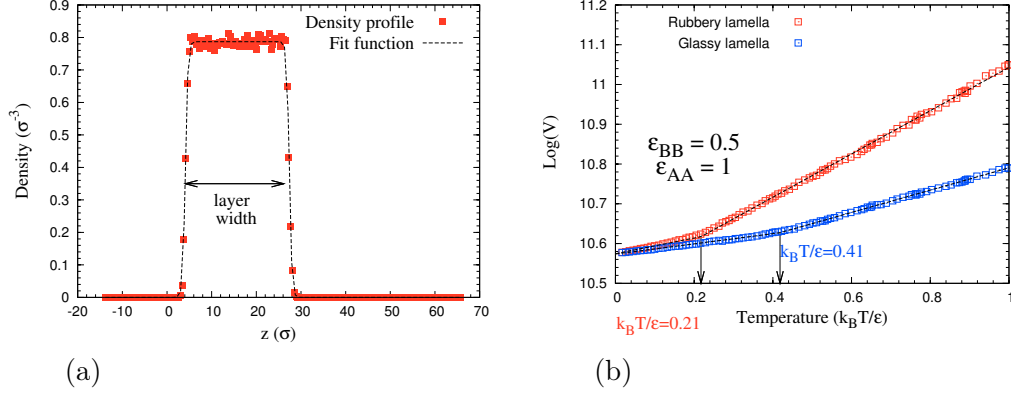 Density profile
Fit function
Density (σ⁻³)
0.9
0.8
0.7
0.6
0.5
0.4
0.3
0.2
0.1
0
layer
width
-20 -10 0 10 20 30 40 50 60 70
z (σ)
(a)
Rubbery lamella
Glassy lamella
Log(V)
11.2
11.1
11
10.9
10.8
10.7
10.6
10.5
ε_BB = 0.5
ε_AA = 1
k_BT/ε=0.41
0 0.2 0.4 0.6 0.8 1
Temperature (k_BT/ε)
k_BT/ε=0.21
(b)